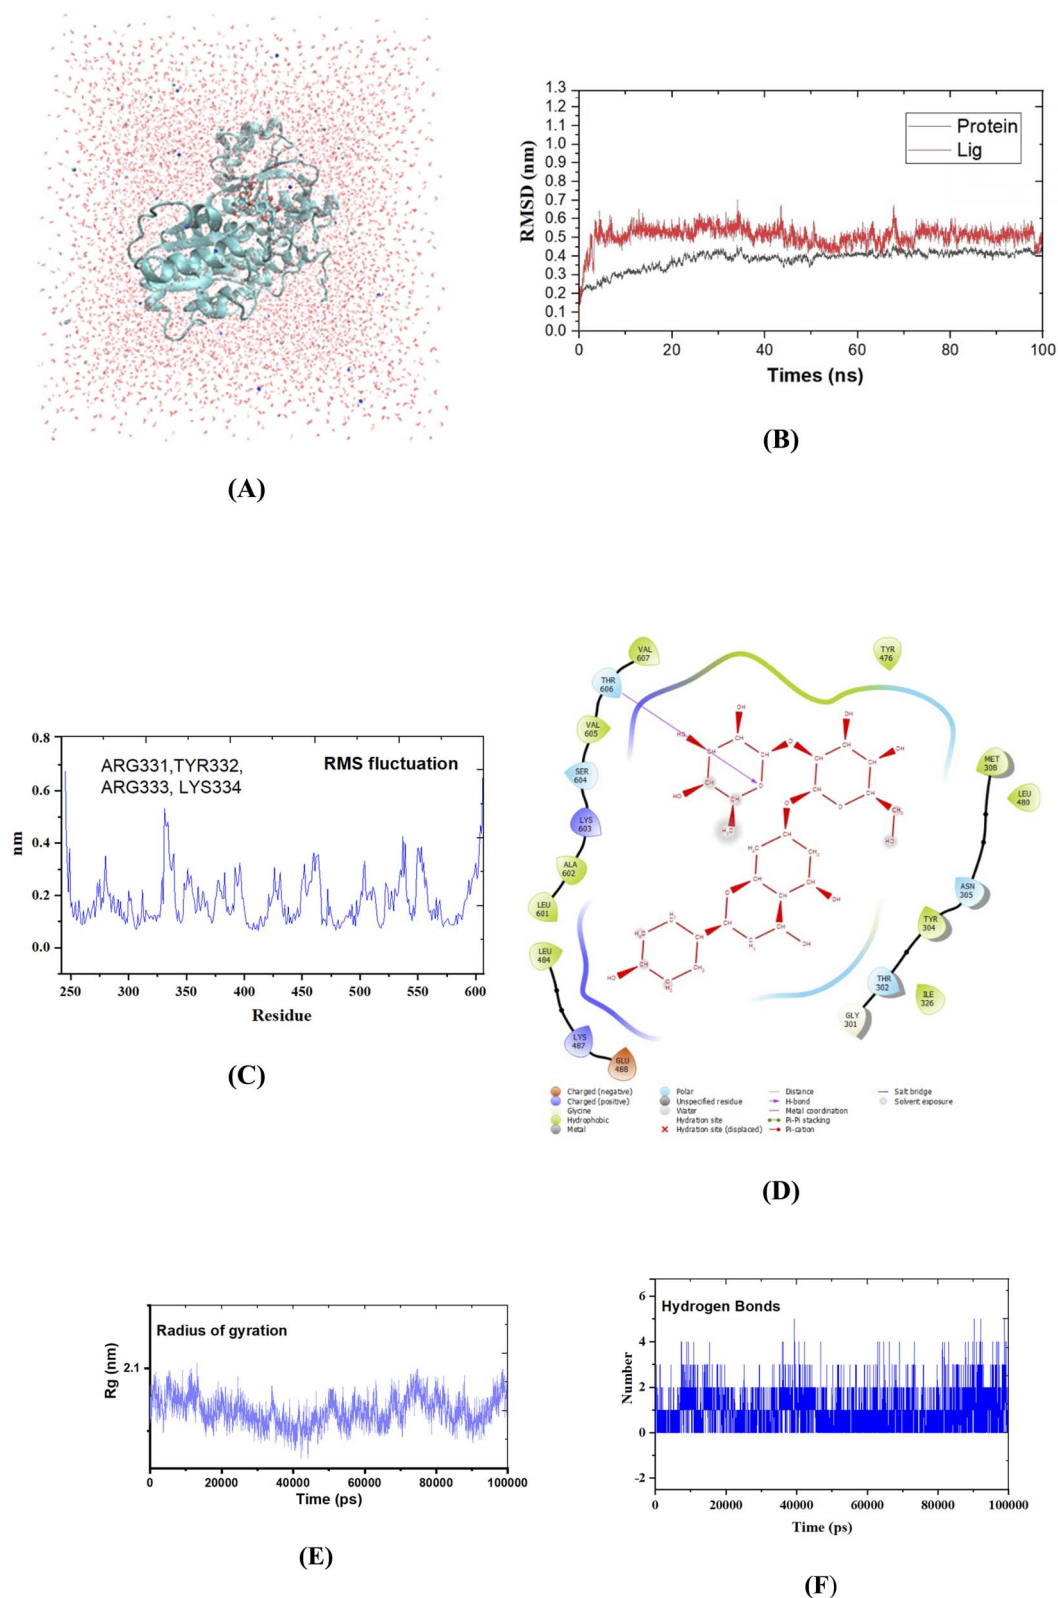 (A)
1.3
1.2
1.1
1.0
0.9
0.8
0.7
0.6
0.5
0.4
0.3
0.2
0.1
0.0
RMSD (nm)
Protein
Lig
0 20 40 60 80 100
Times (ns)
(B)
0.8
0.6
0.4
0.2
0.0
nm
ARG331,TYR332,
ARG333, LYS334
RMS fluctuation
250 300 350 400 450 500 550 600
Residue
(C)
VAL
607
THR
606
VAL
605
SER
604
LYS
603
ALA
602
LEU
601
LEU
484
LYS
487
GLU
488
TYR
476
MET
308
LEU
480
ASN
305
TYR
304
THR
302
ILE
326
GLY
301
Charged (negative)
Charged (positive)
Glycine
Hydrophobic
Metal
Polar
Unspecified residue
Water
Hydration site
Hydration site (displaced)
Distance
H-bond
Metal coordination
Pi-Pi stacking
Pi-cation
Salt bridge
Solvent exposure
(D)
Radius of gyration
Rg (nm)
2.1
0 20000 40000 60000 80000 100000
Time (ps)
(E)
Hydrogen Bonds
Number
6
4
2
0
-2
0 20000 40000 60000 80000 100000
Time (ps)
(F)